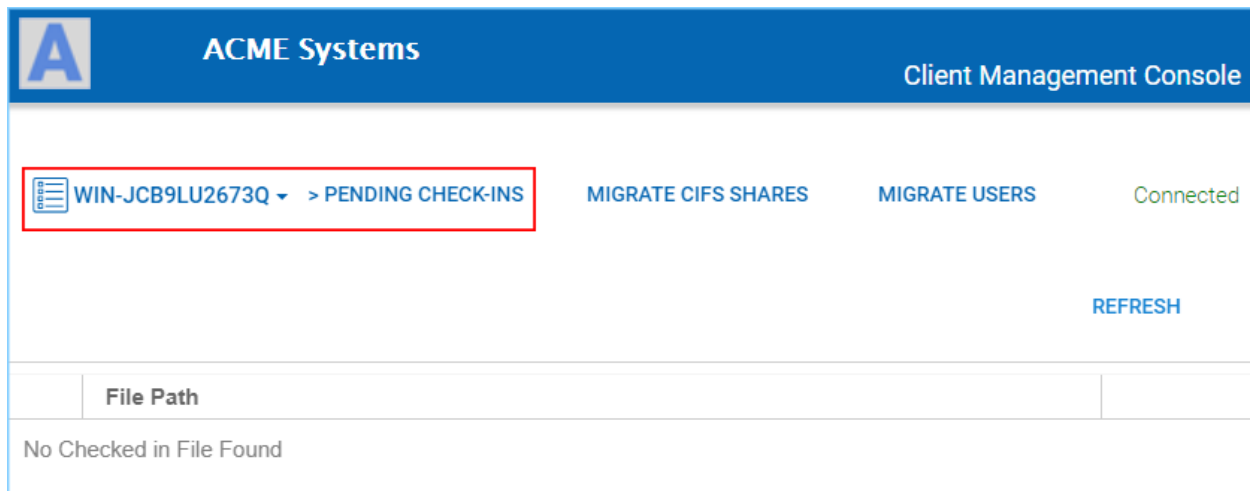 A
ACME Systems
Client Management Console
WIN-JCB9LU2673Q > PENDING CHECK-INS MIGRATE CIFS SHARES MIGRATE USERS Connected
REFRESH
File Path
No Checked in File Found